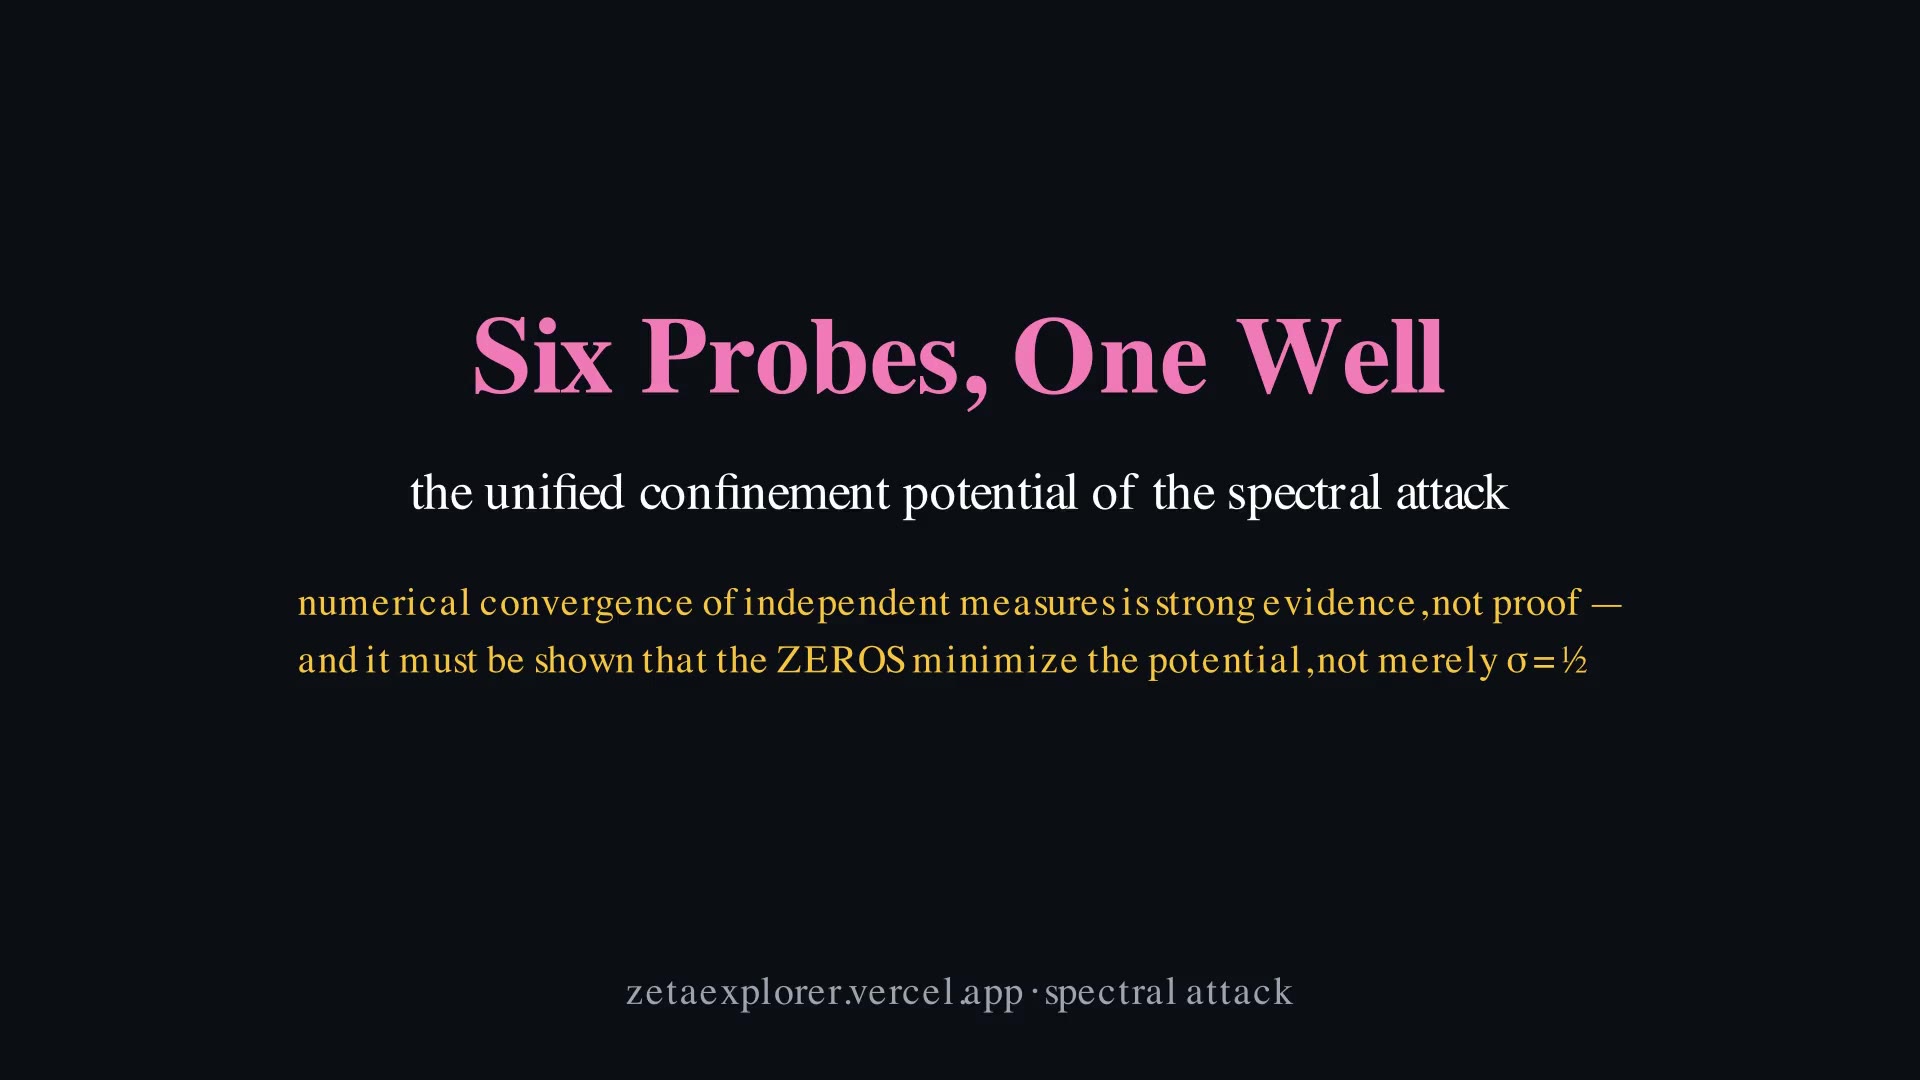 Six Probes, One Well
the unified confinement potential of the spectral attack
numerical convergence of independent measures is strong evidence, not proof —
and it must be shown that the ZEROS minimize the potential, not merely σ = ½
zetaexplorer.vercel.app · spectral attack